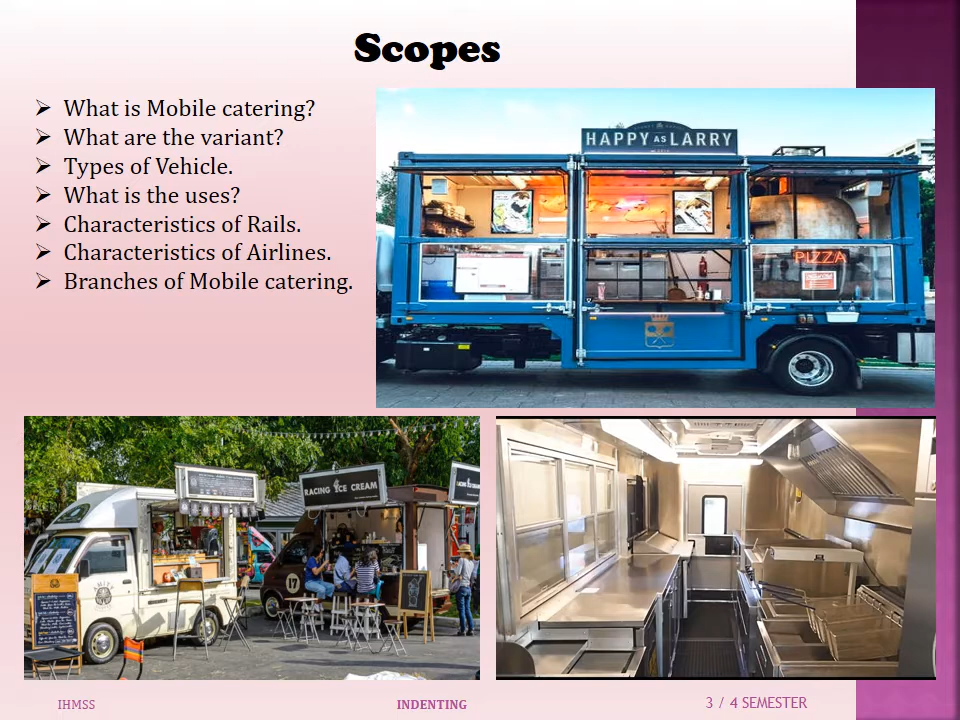 Scopes
➢ What is Mobile catering?
➢ What are the variant?
➢ Types of Vehicle.
➢ What is the uses?
➢ Characteristics of Rails.
➢ Characteristics of Airlines.
➢ Branches of Mobile catering.
HAPPY AS LARRY
PIZZA
RACING ICE CREAM
17
IHMSS
INDENTING
3 / 4 SEMESTER